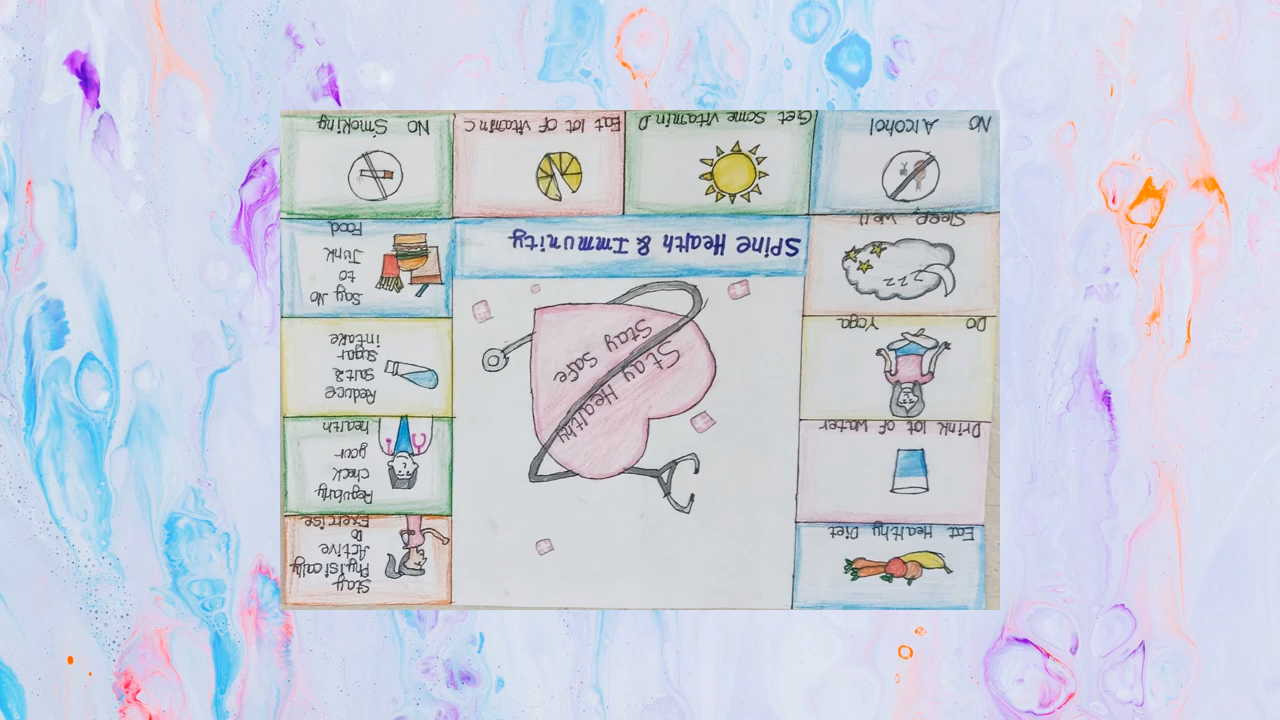 Eat Healthy Diet
Drink lot of water
Do Yoga
Sleep Well
Stay Healthy
Stay Safe
Spine Health & Immunity
Stay
Phylsically
Active
Do
Exercise
Regularly
check
your
health
Reduce
Salt &
Sugar
intake
Say No
to
Junk
Food
No Alcohol
Get Some Vitamin D
Eat lot of vitamin C
No Smoking